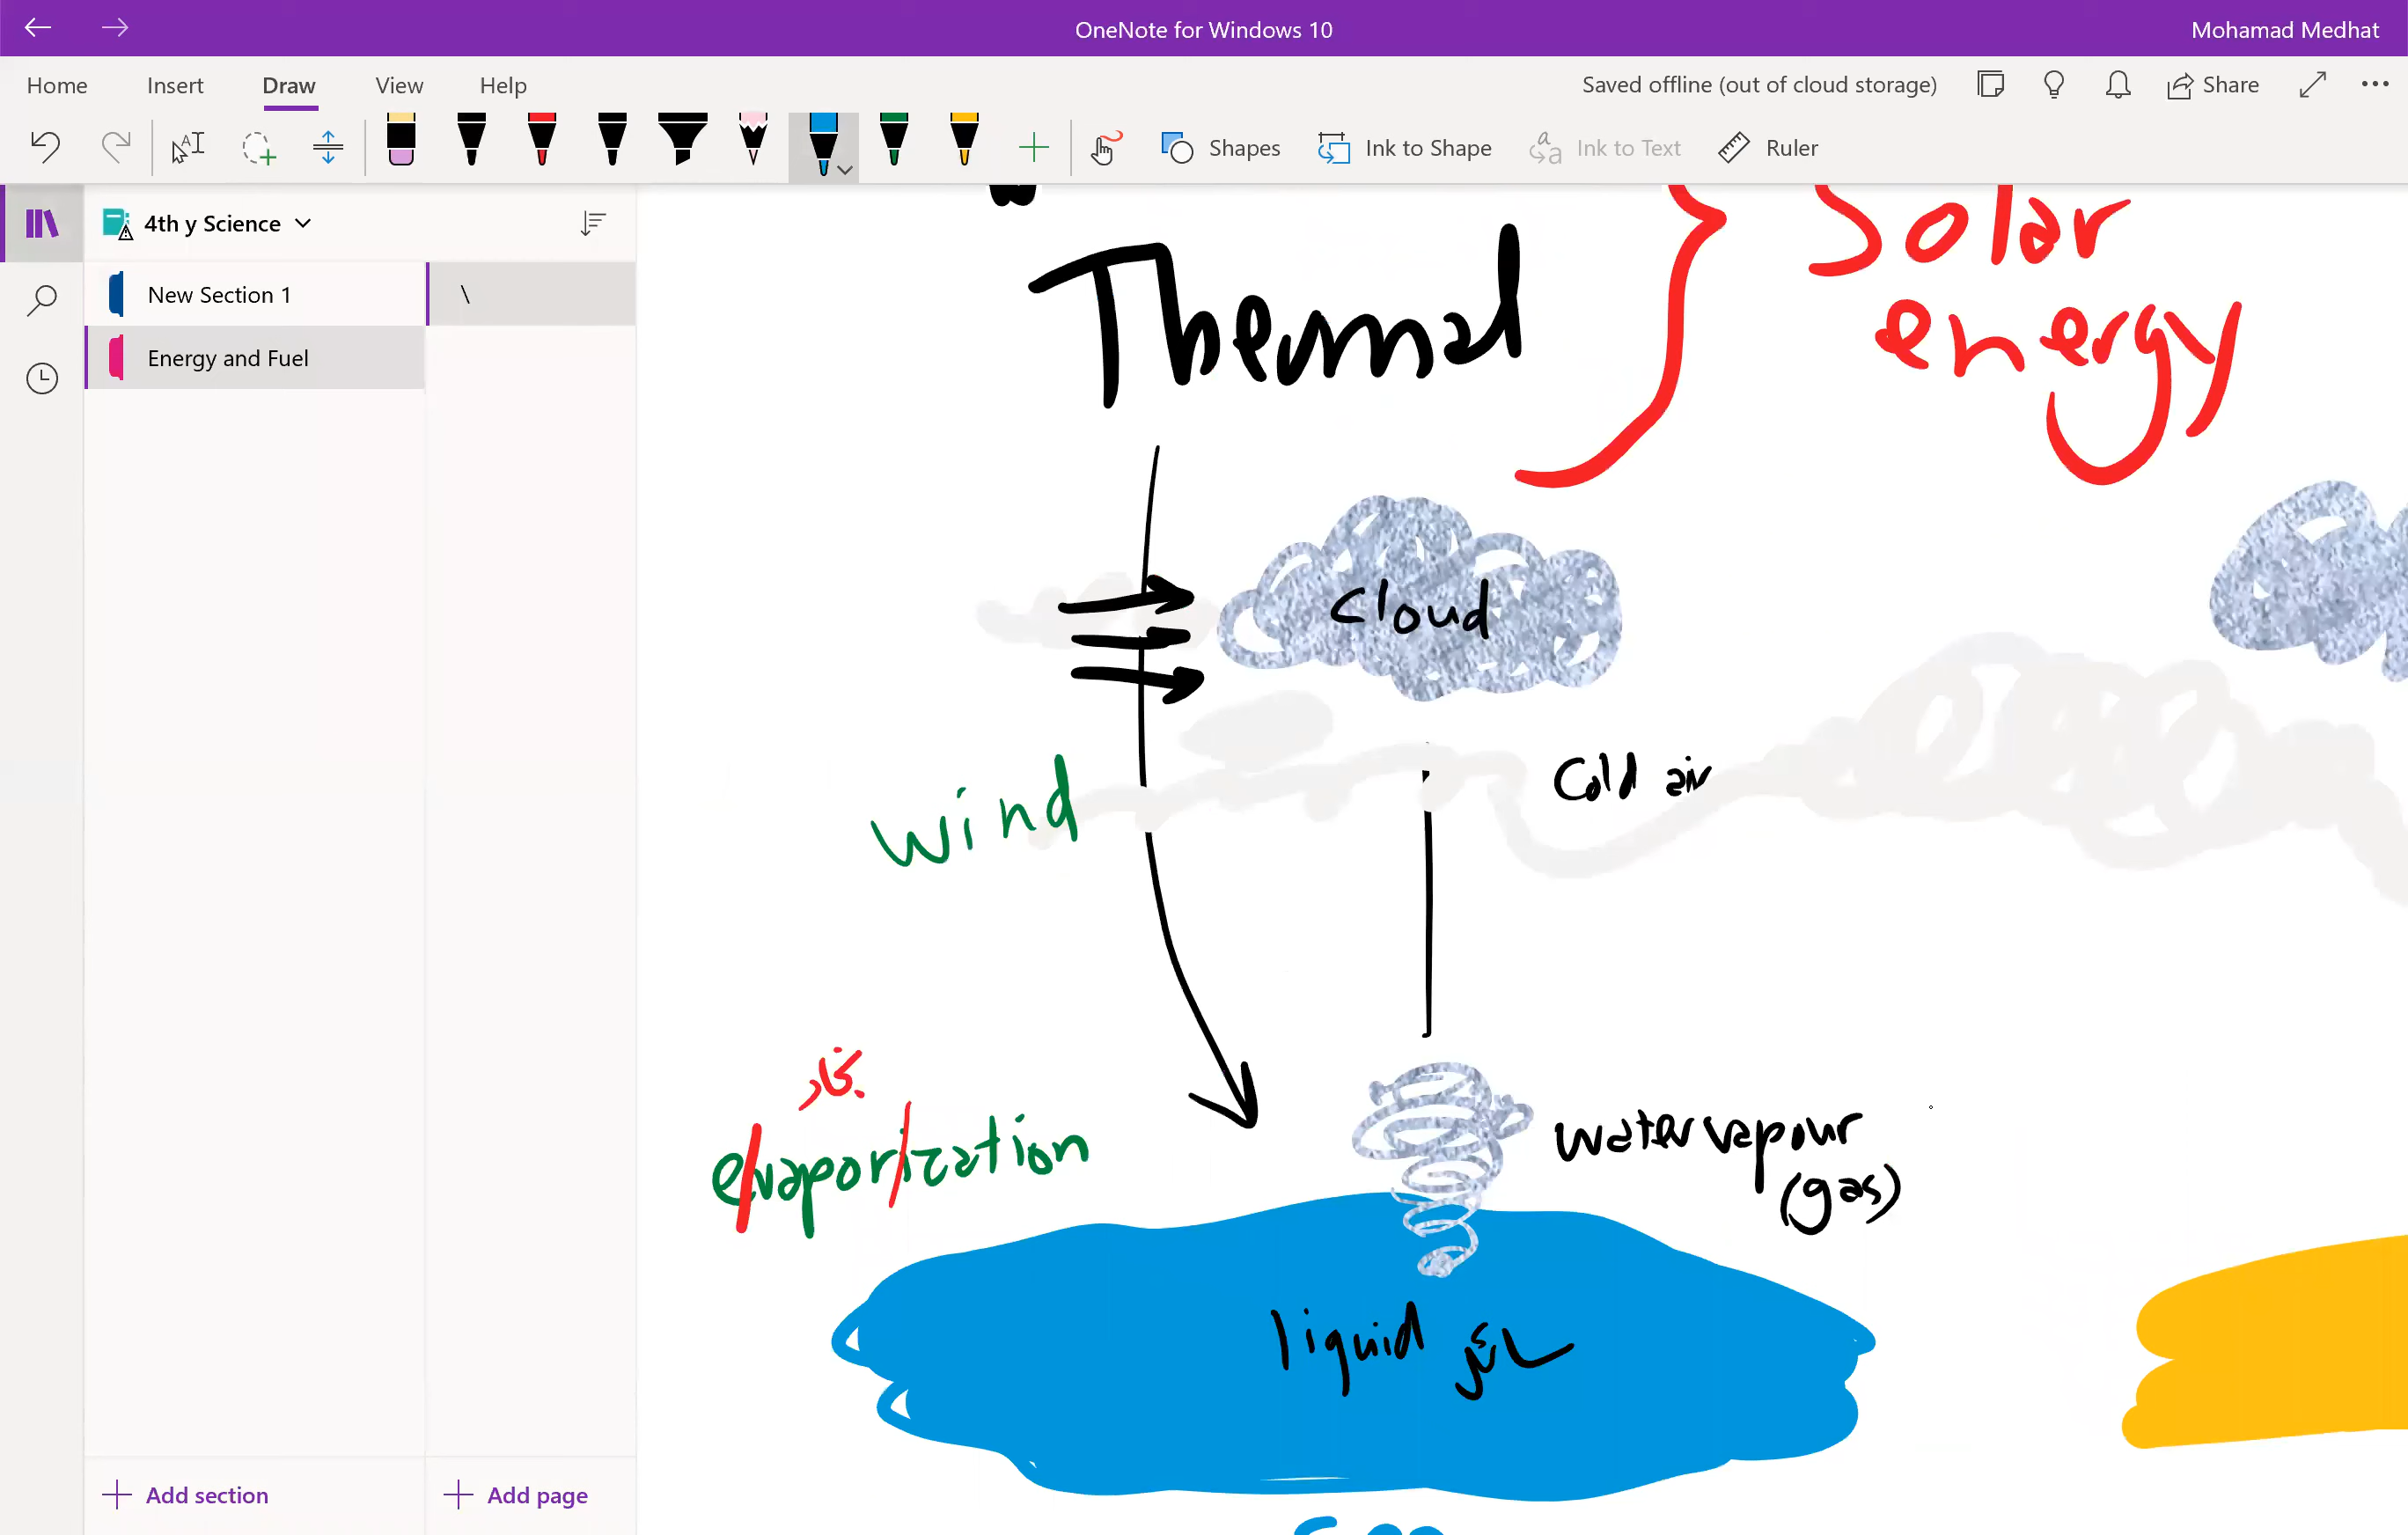 OneNote for Windows 10
Mohamad Medhat
Home Insert Draw View Help
Saved offline (out of cloud storage)
Share
Shapes
Ink to Shape
Ink to Text
Ruler
4th y Science
New Section 1
\
Energy and Fuel
Solar
energy
Thermal
Cloud
Cold air
wind
evaporization
water vapour
(gas)
liquid
Add section
Add page